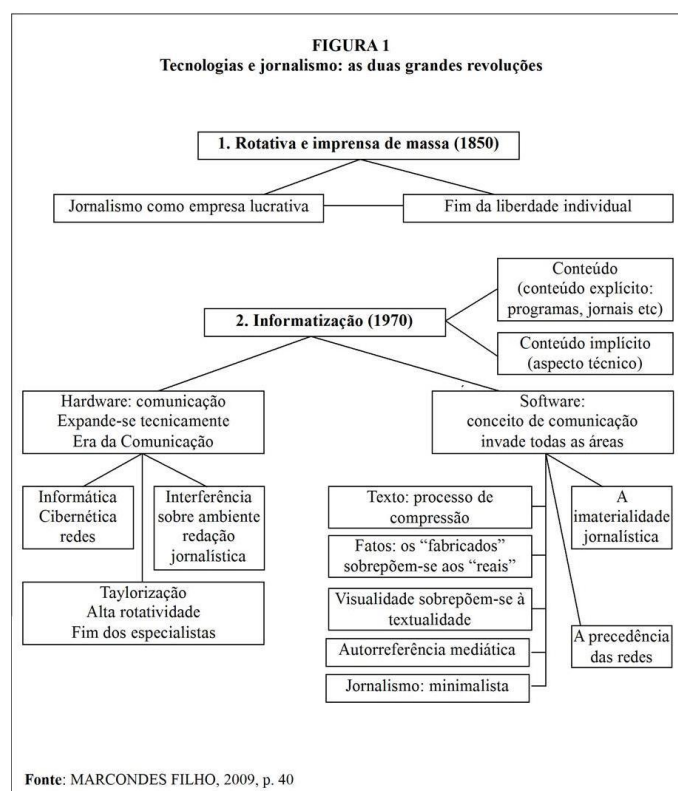 FIGURA 1
Tecnologias e jornalismo: as duas grandes revoluções
1. Rotativa e imprensa de massa (1850)
Jornalismo como empresa lucrativa
Fim da liberdade individual
2. Informatização (1970)
Conteúdo
(conteúdo explícito:
programas, jornais etc)
Conteúdo implícito
(aspecto técnico)
Hardware: comunicação
Expande-se tecnicamente
Era da Comunicação
Informática
Cibernética
redes
Interferência
sobre ambiente
redação
jornalística
Taylorização
Alta rotatividade
Fim dos especialistas
Software:
conceito de comunicação
invade todas as áreas
Texto: processo de
compressão
Fatos: os “fabricados”
sobrepõem-se aos “reais”
Visualidade sobrepõem-se à
textualidade
Autorreferência mediática
Jornalismo: minimalista
A
imaterialidade
jornalística
A precedência
das redes
Fonte: MARCONDES FILHO, 2009, p. 40